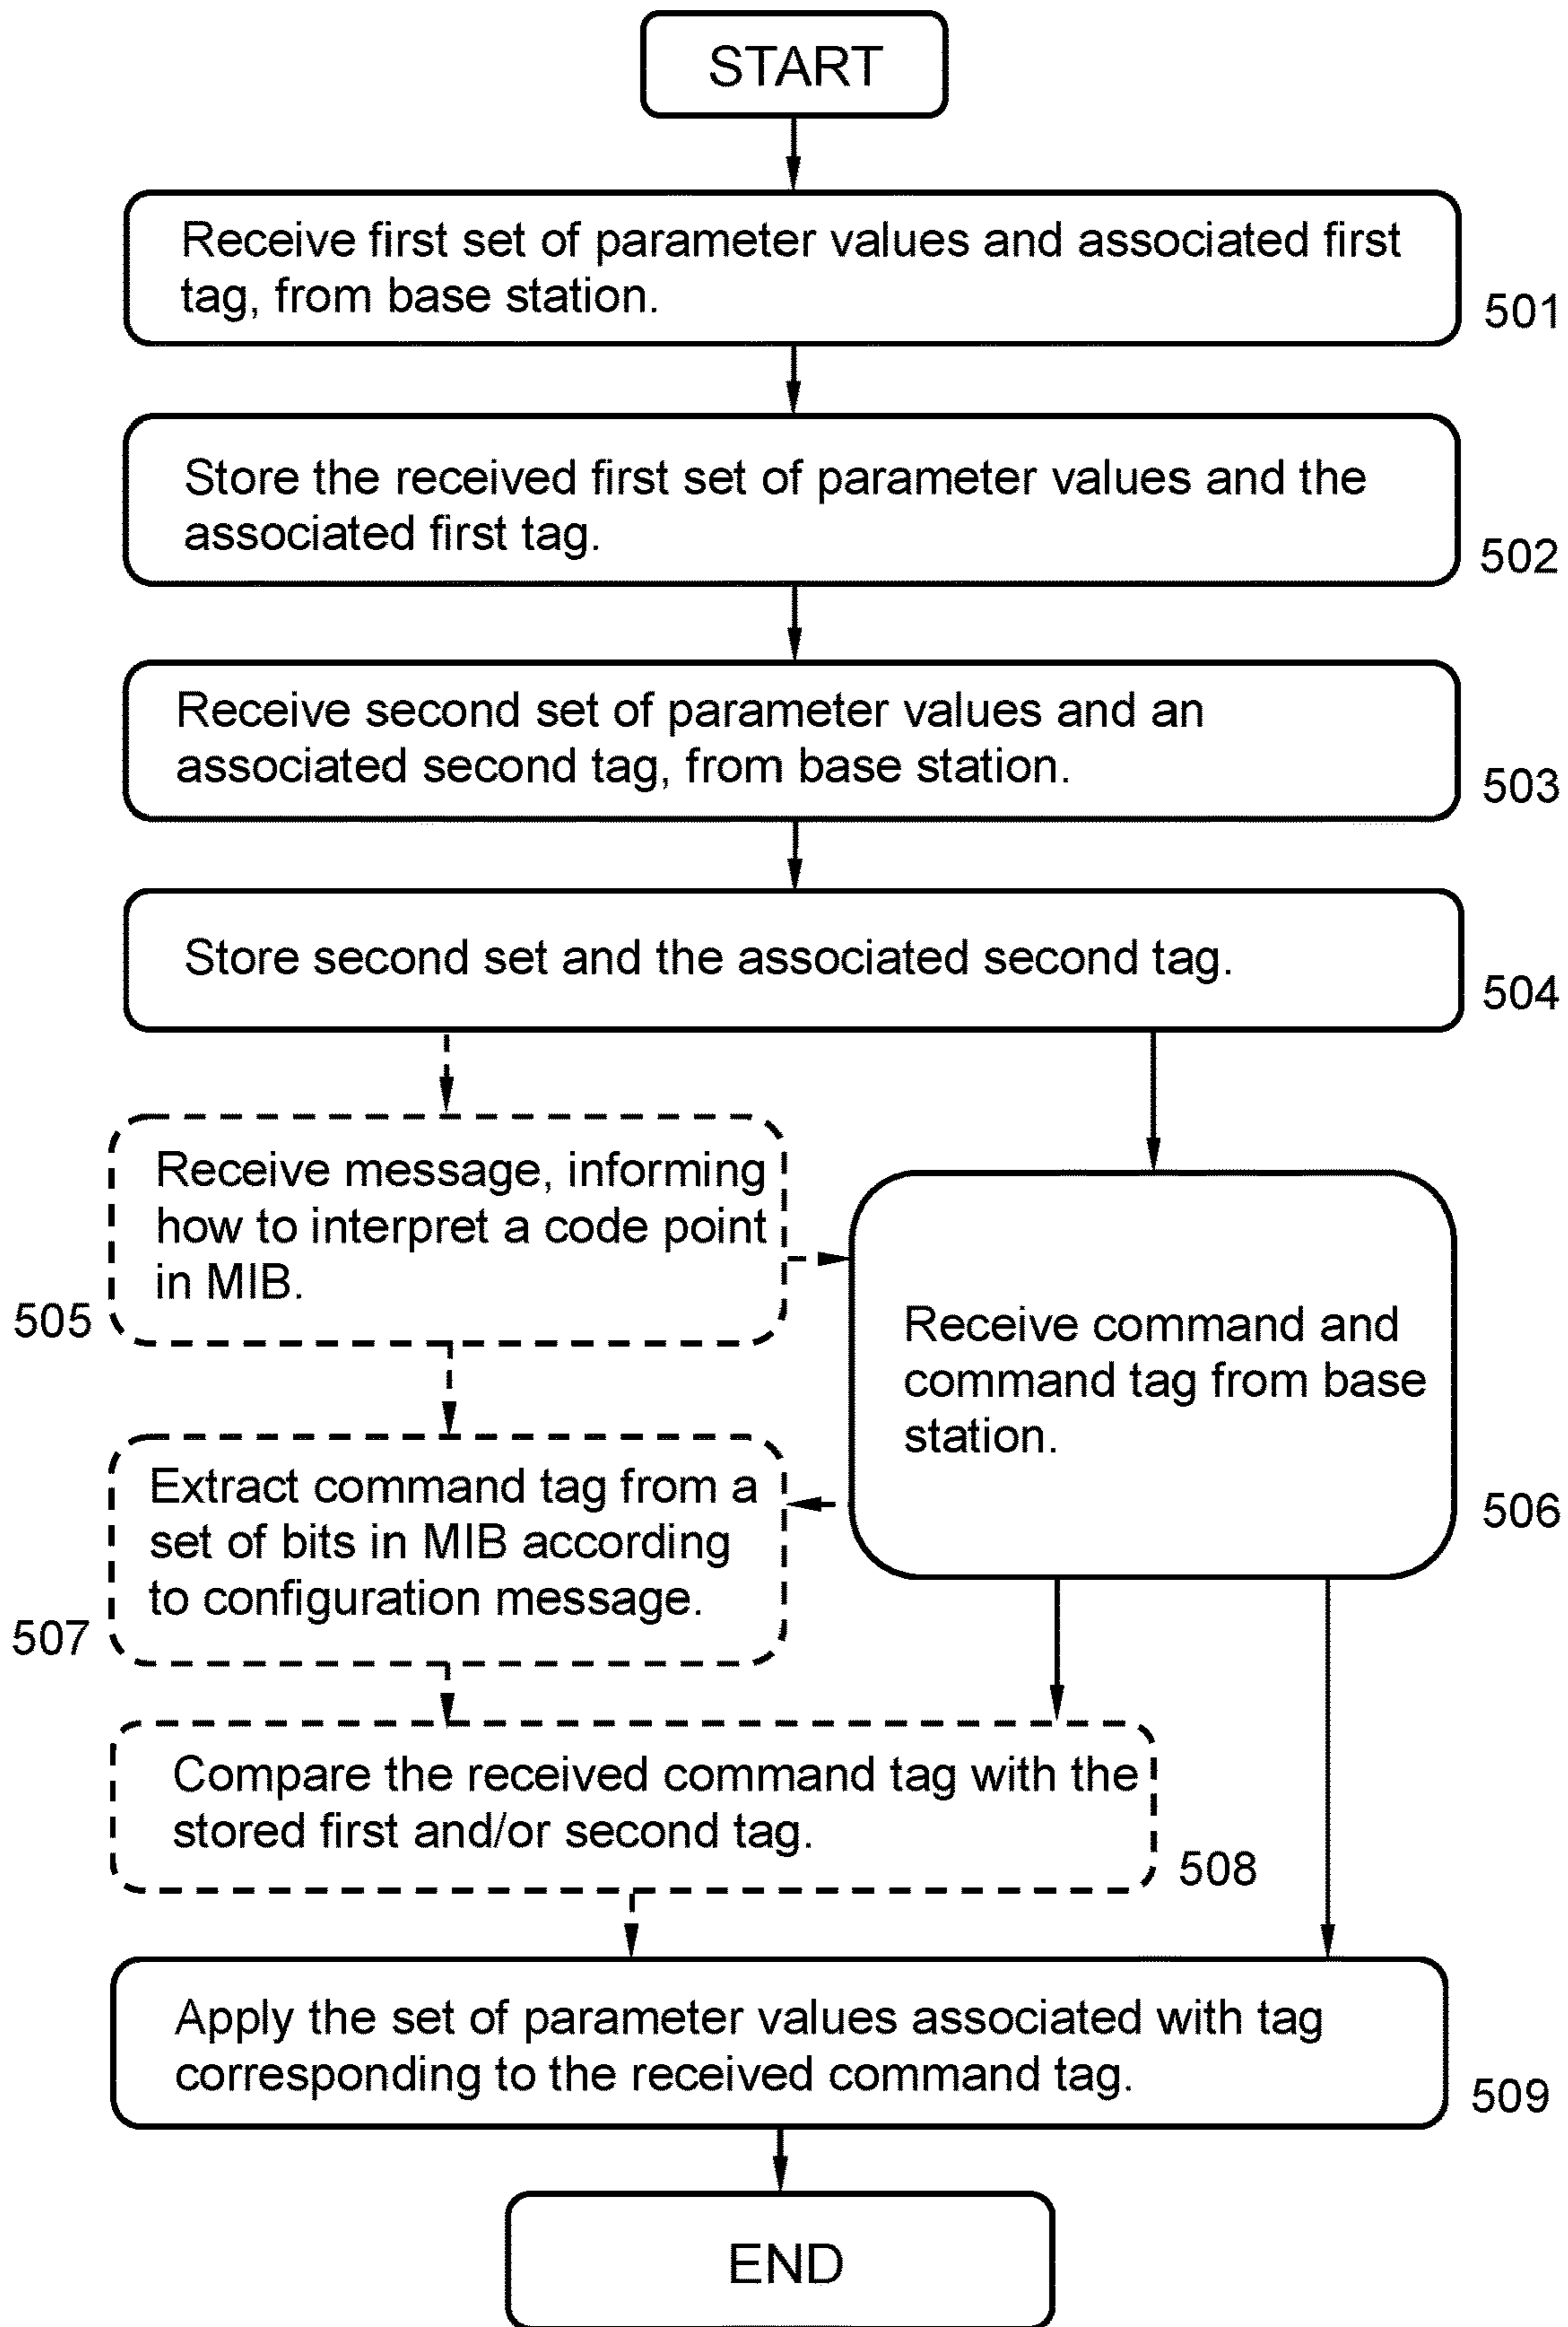 START
Receive first set of parameter values and associated first
tag, from base station.
501
Store the received first set of parameter values and the
associated first tag.
502
Receive second set of parameter values and an
associated second tag, from base station.
503
Store second set and the associated second tag.
504
Receive message, informing
how to interpret a code point
in MIB.
505
Receive command and
command tag from base
station.
506
Extract command tag from a
set of bits in MIB according
to configuration message.
507
Compare the received command tag with the
stored first and/or second tag.
508
Apply the set of parameter values associated with tag
corresponding to the received command tag.
509
END